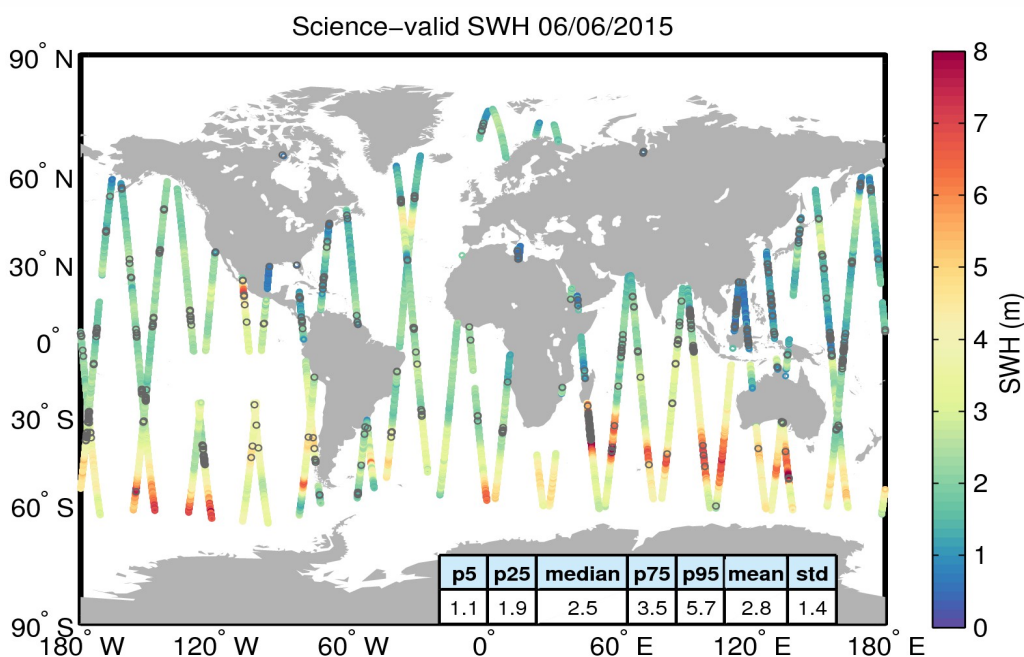 Science−valid SWH 06/06/2015
90° N
60° N
30° N
0°
30° S
60° S
90° S
180° W
120° W
60° W
0°
60° E
120° E
180° E
p5 p25 median p75 p95 mean std
1.1 1.9 2.5 3.5 5.7 2.8 1.4
8
7
6
5
4
3
2
1
0
SWH (m)